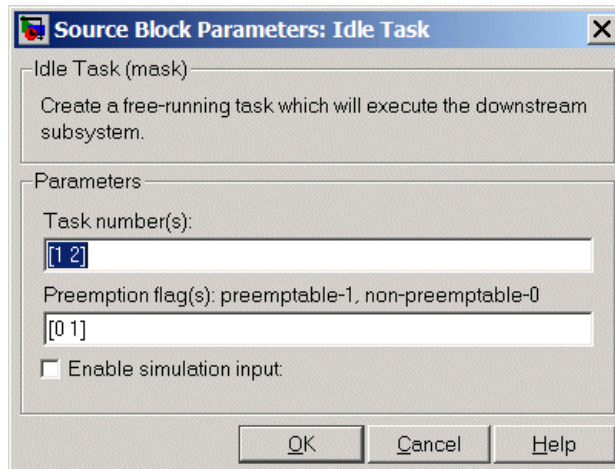 Source Block Parameters: Idle Task
Idle Task (mask)
Create a free-running task which will execute the downstream
subsystem.
Parameters
Task number(s):
[1 2]
Preemption flag(s): preemptable-1, non-preemptable-0
[0 1]
Enable simulation input:
OK Cancel Help